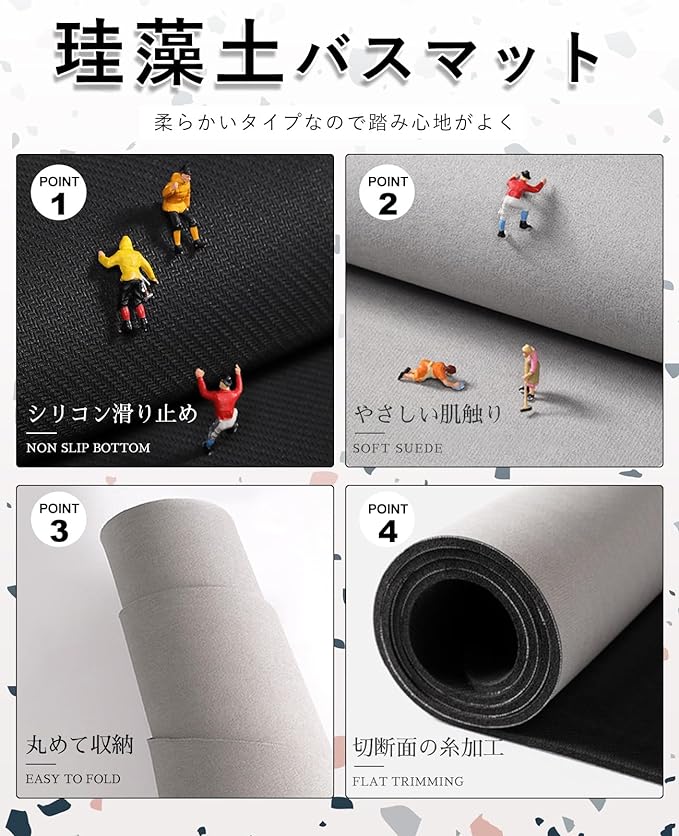 珪藻土バスマット
柔らかいタイプなので踏み心地がよく
POINT
1
シリコン滑り止め
NON SLIP BOTTOM
POINT
2
やさしい肌触り
SOFT SUEDE
POINT
3
丸めて収納
EASY TO FOLD
POINT
4
切断面の糸加工
FLAT TRIMMING